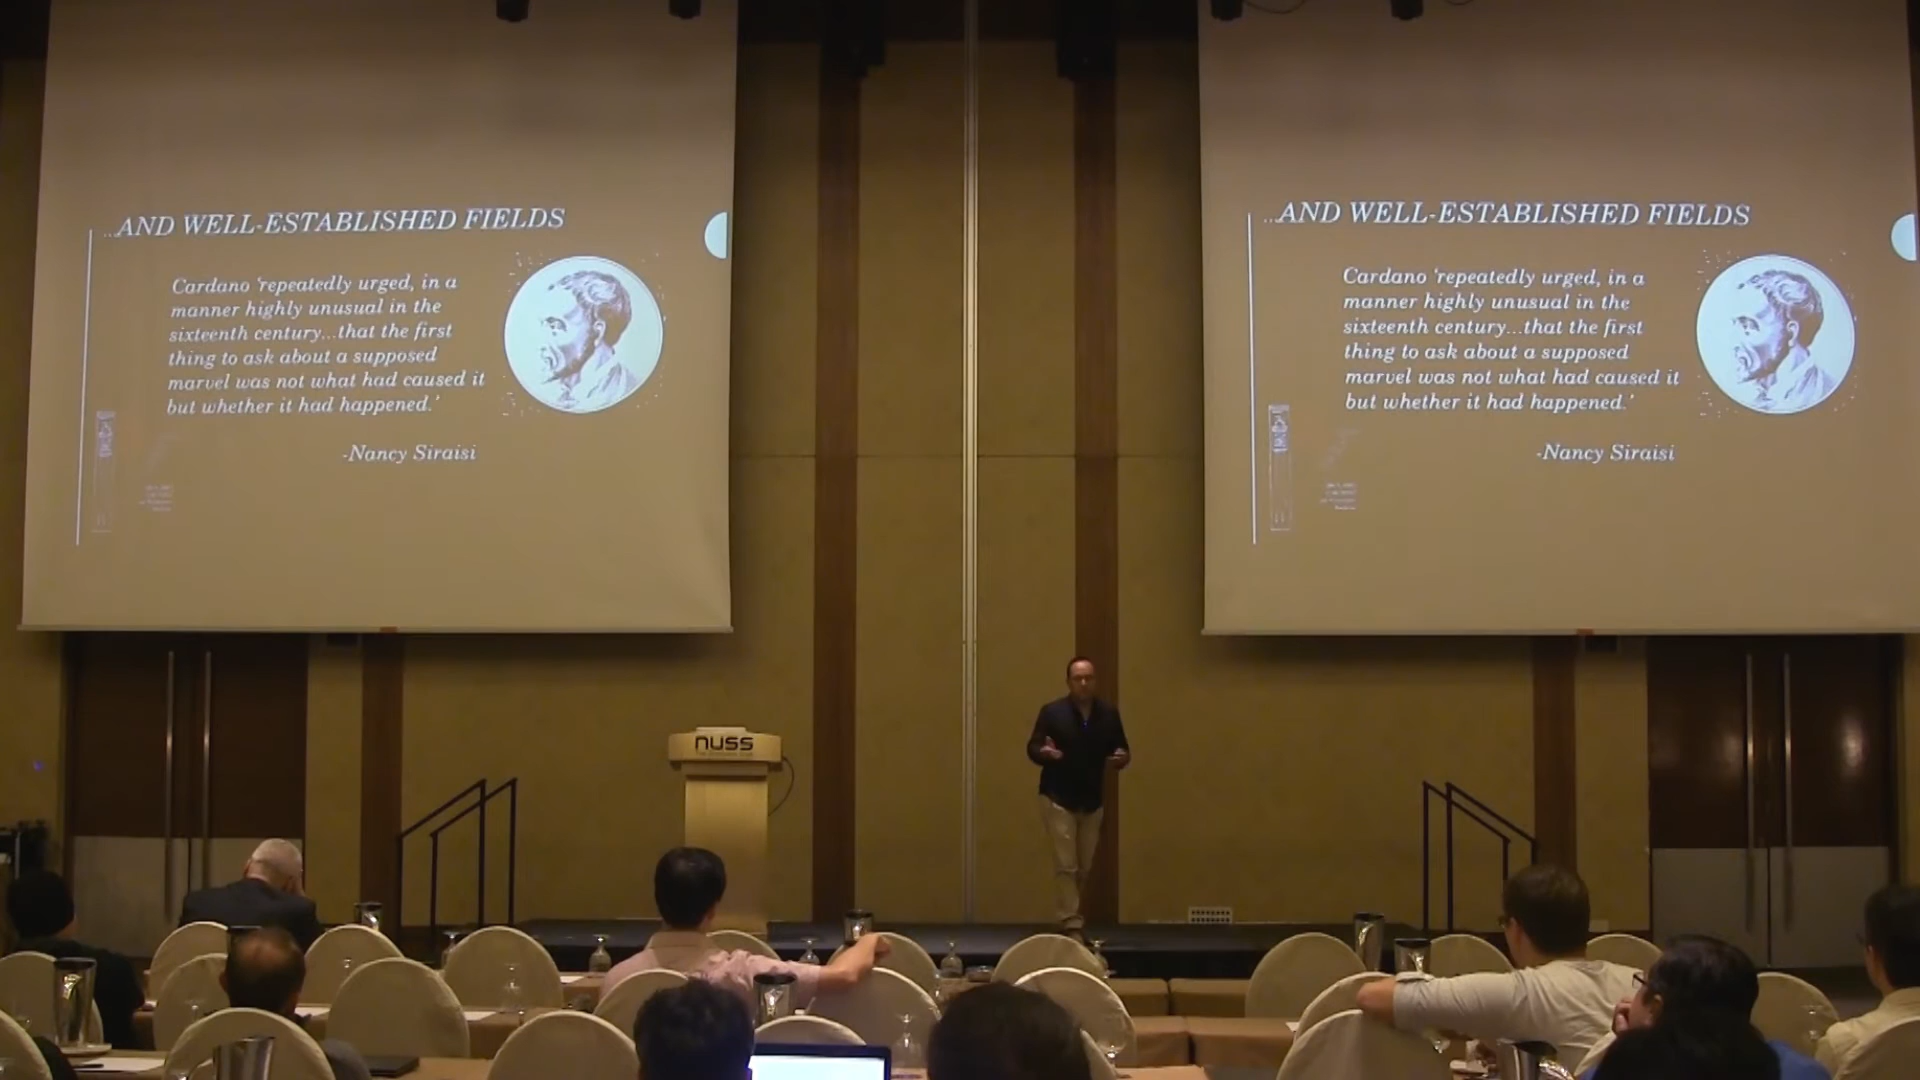 ...AND WELL-ESTABLISHED FIELDS
Cardano ‘repeatedly urged, in a
manner highly unusual in the
sixteenth century...that the first
thing to ask about a supposed
marvel was not what had caused it
but whether it had happened.’
-Nancy Siraisi
...AND WELL-ESTABLISHED FIELDS
Cardano ‘repeatedly urged, in a
manner highly unusual in the
sixteenth century...that the first
thing to ask about a supposed
marvel was not what had caused it
but whether it had happened.’
-Nancy Siraisi
nuss